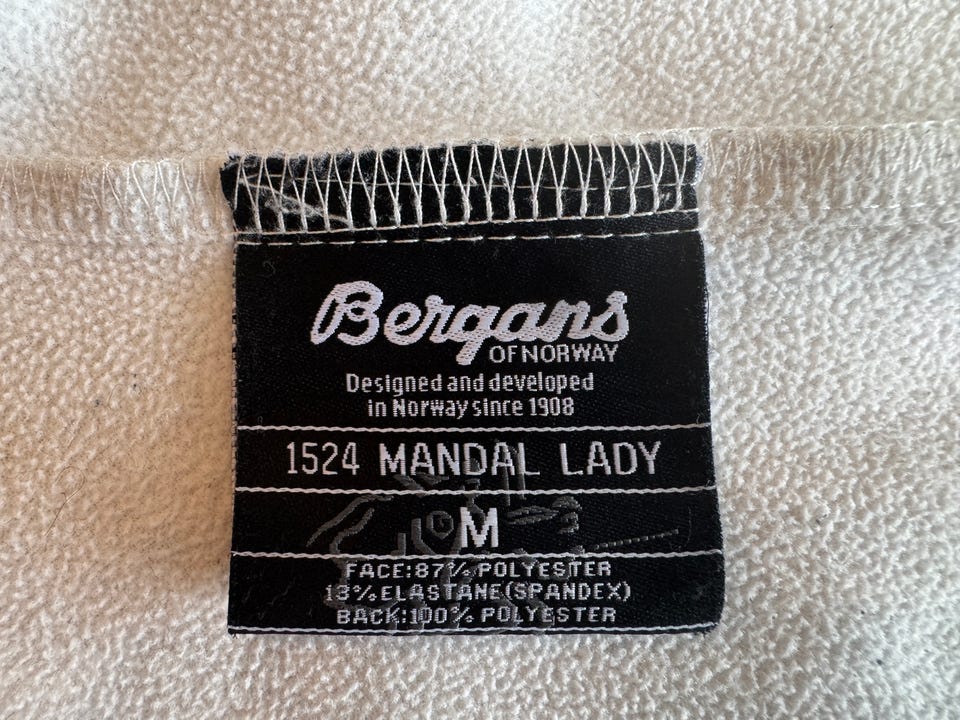 Bergans
OF NORWAY
Designed and developed
in Norway since 1908
1524 MANDAL LADY
M
FACE:87% POLYESTER
13% ELASTANE(SPANDEX)
BACK:100% POLYESTER